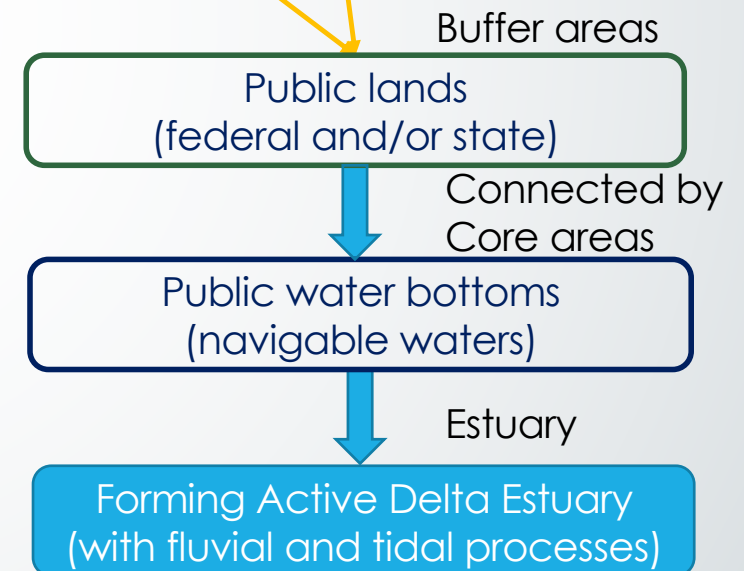 Buffer areas
Public lands
(federal and/or state)
Connected by
Core areas
Public water bottoms
(navigable waters)
Estuary
Forming Active Delta Estuary
(with fluvial and tidal processes)